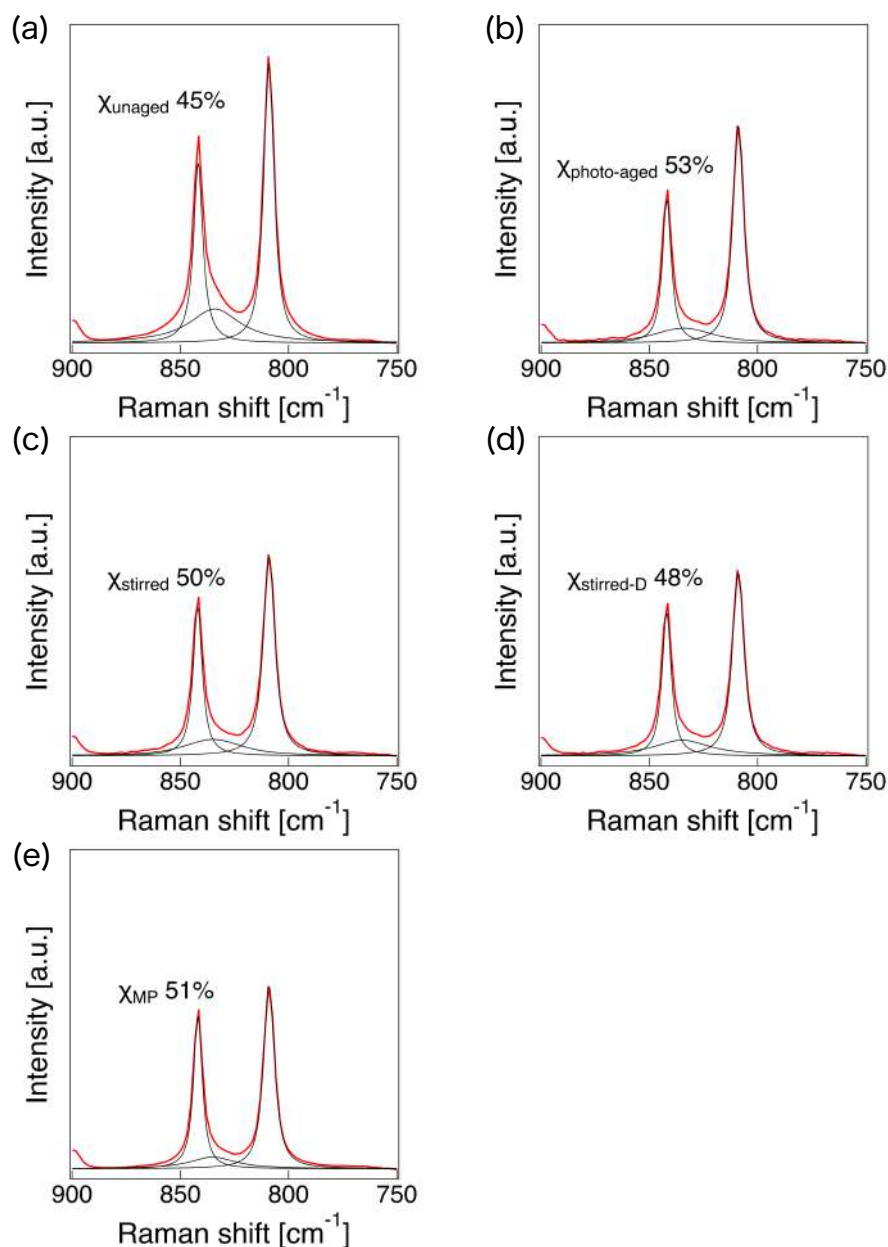 (a)
χunaged 45%
Intensity [a.u.]
900 850 800 750
Raman shift [cm-1]
(b)
χphoto-aged 53%
Intensity [a.u.]
900 850 800 750
Raman shift [cm-1]
(c)
χstirred 50%
Intensity [a.u.]
900 850 800 750
Raman shift [cm-1]
(d)
χstirred-D 48%
Intensity [a.u.]
900 850 800 750
Raman shift [cm-1]
(e)
χMP 51%
Intensity [a.u.]
900 850 800 750
Raman shift [cm-1]